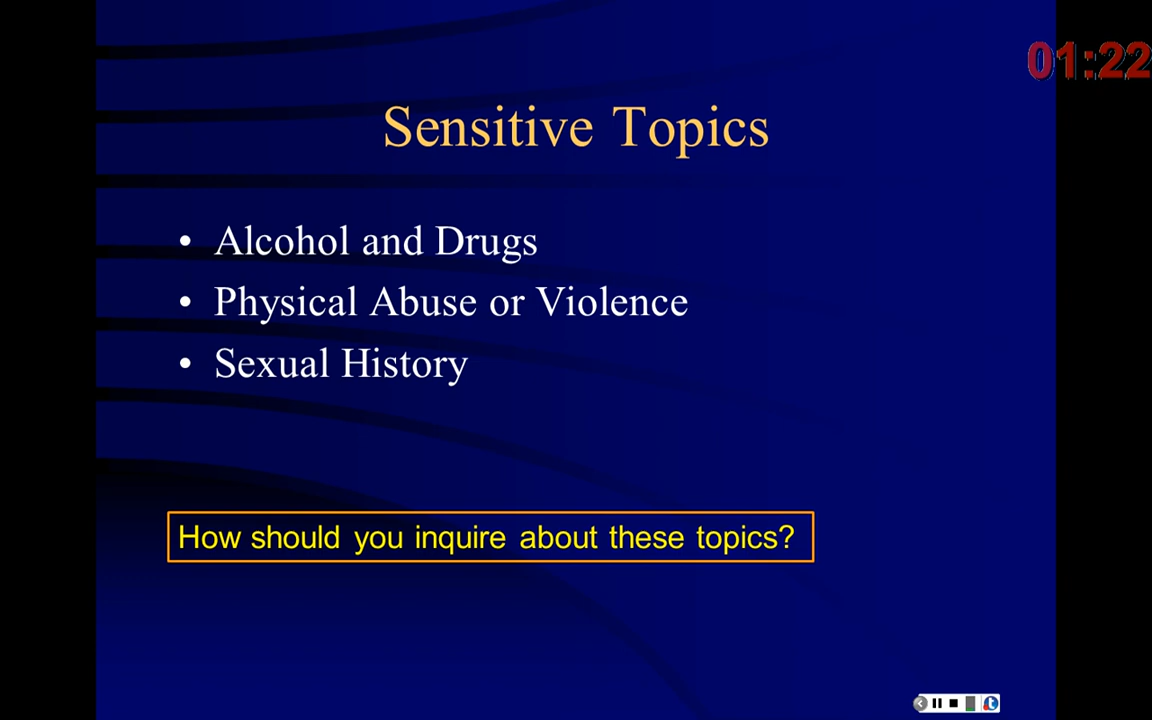 01:22
Sensitive Topics
• Alcohol and Drugs
• Physical Abuse or Violence
• Sexual History
How should you inquire about these topics?